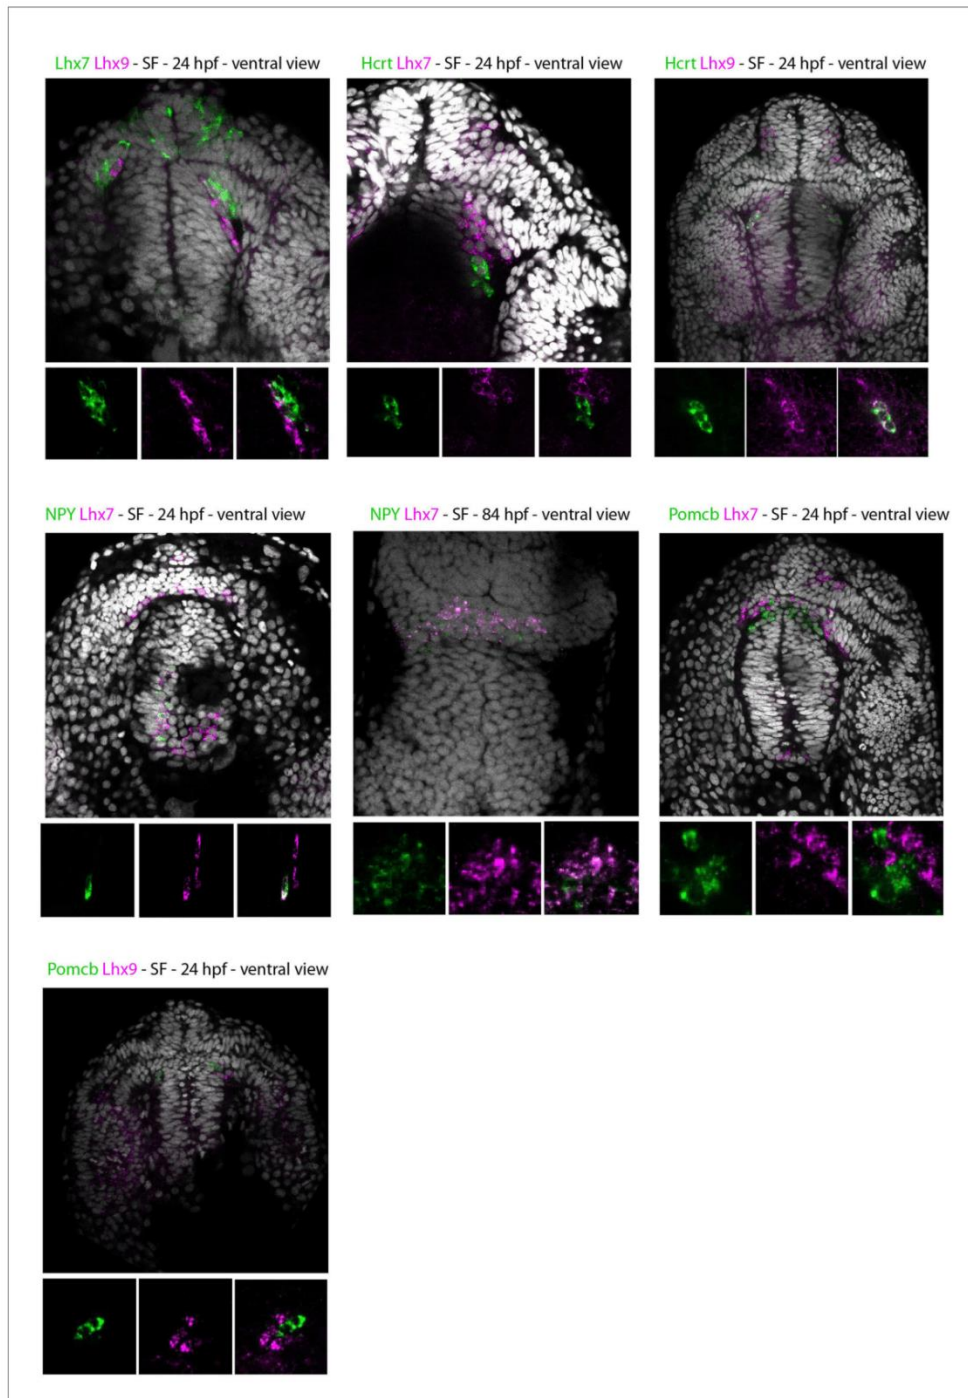 Lhx7 Lhx9 - SF - 24 hpf - ventral view
Hcrt Lhx7 - SF - 24 hpf - ventral view
Hcrt Lhx9 - SF - 24 hpf - ventral view
NPY Lhx7 - SF - 24 hpf - ventral view
NPY Lhx7 - SF - 84 hpf - ventral view
Pomcb Lhx7 - SF - 24 hpf - ventral view
Pomcb Lhx9 - SF - 24 hpf - ventral view